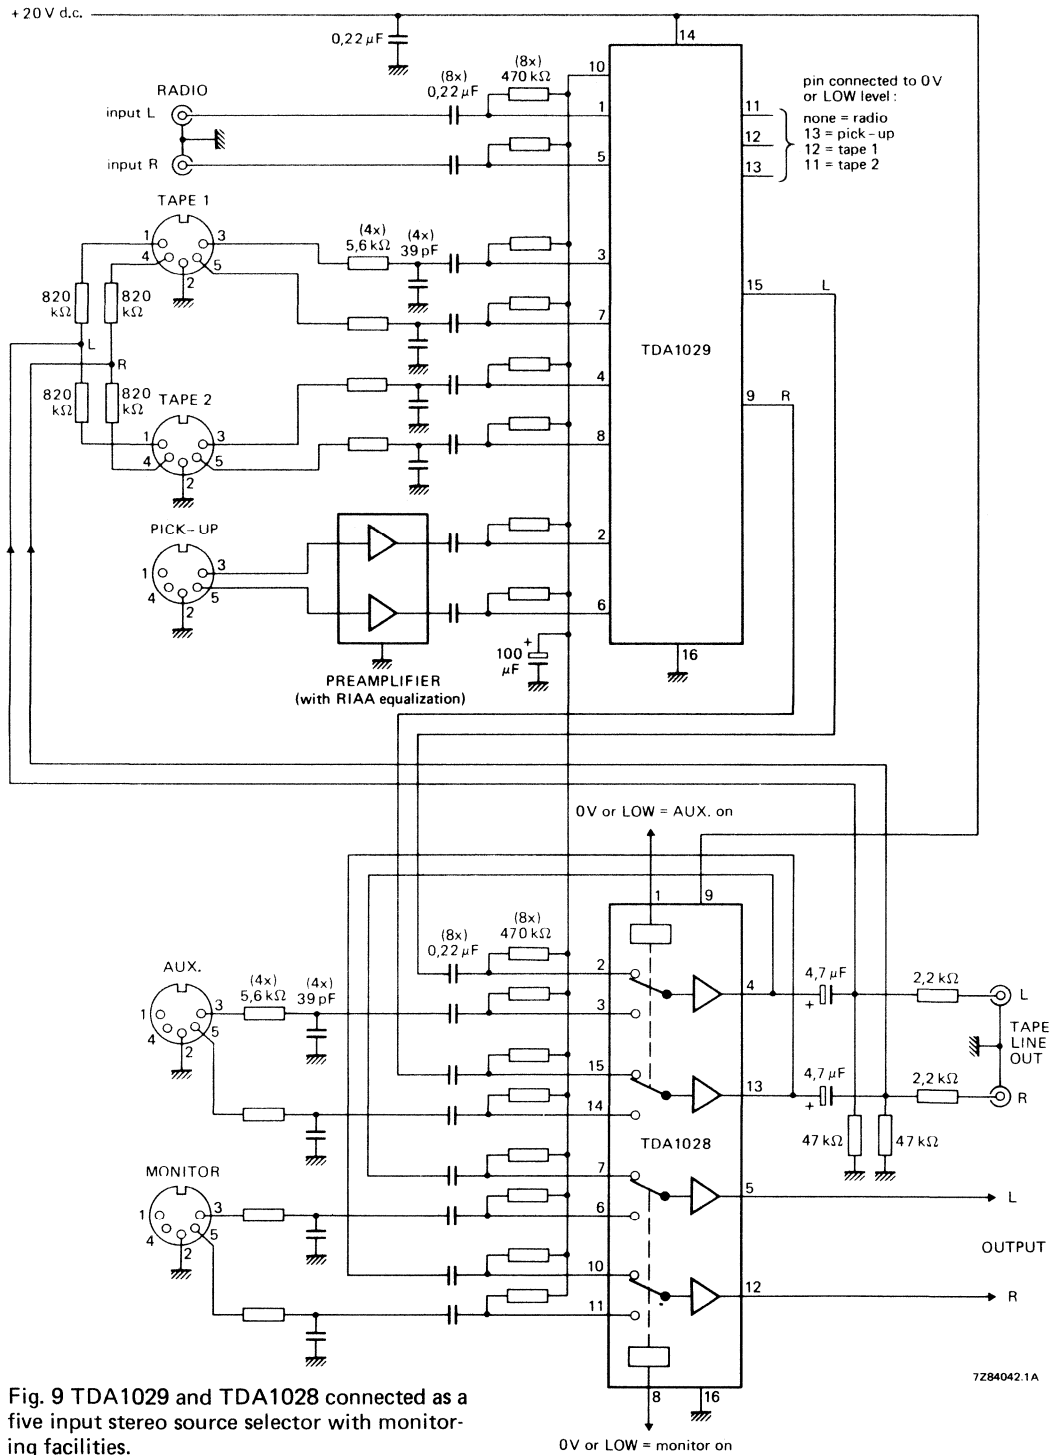 +20V d.c.
0,22 µF
14
10
(8x)
470 kΩ
(8x)
0,22 µF
RADIO
input L
1
input R
5
pin connected to 0V
or LOW level :
none = radio
13 = pick-up
12 = tape 1
11 = tape 2
11
12
13
TAPE 1
1
3
4
5
2
(4x)
5,6 kΩ
(4x)
39 pF
3
7
15
L
820
kΩ
820
kΩ
L
R
820
kΩ
820
kΩ
TDA1029
4
9
R
TAPE 2
1
3
4
5
2
8
PICK-UP
1
3
4
5
2
2
6
PREAMPLIFIER
(with RIAA equalization)
+
100
µF
16
0V or LOW = AUX. on
1
9
(8x)
470 kΩ
(8x)
0,22 µF
AUX.
1
3
4
5
2
(4x)
5,6 kΩ
(4x)
39 pF
2
3
15
14
4
4,7 µF
+
2,2 kΩ
L
TAPE
LINE
OUT
13
4,7 µF
+
2,2 kΩ
R
47 kΩ
47 kΩ
TDA1028
MONITOR
1
3
4
5
2
7
6
10
11
5
L
OUTPUT
12
R
8
16
0V or LOW = monitor on
7Z84042.1A
Fig. 9 TDA1029 and TDA1028 connected as a
five input stereo source selector with monitor-
ing facilities.